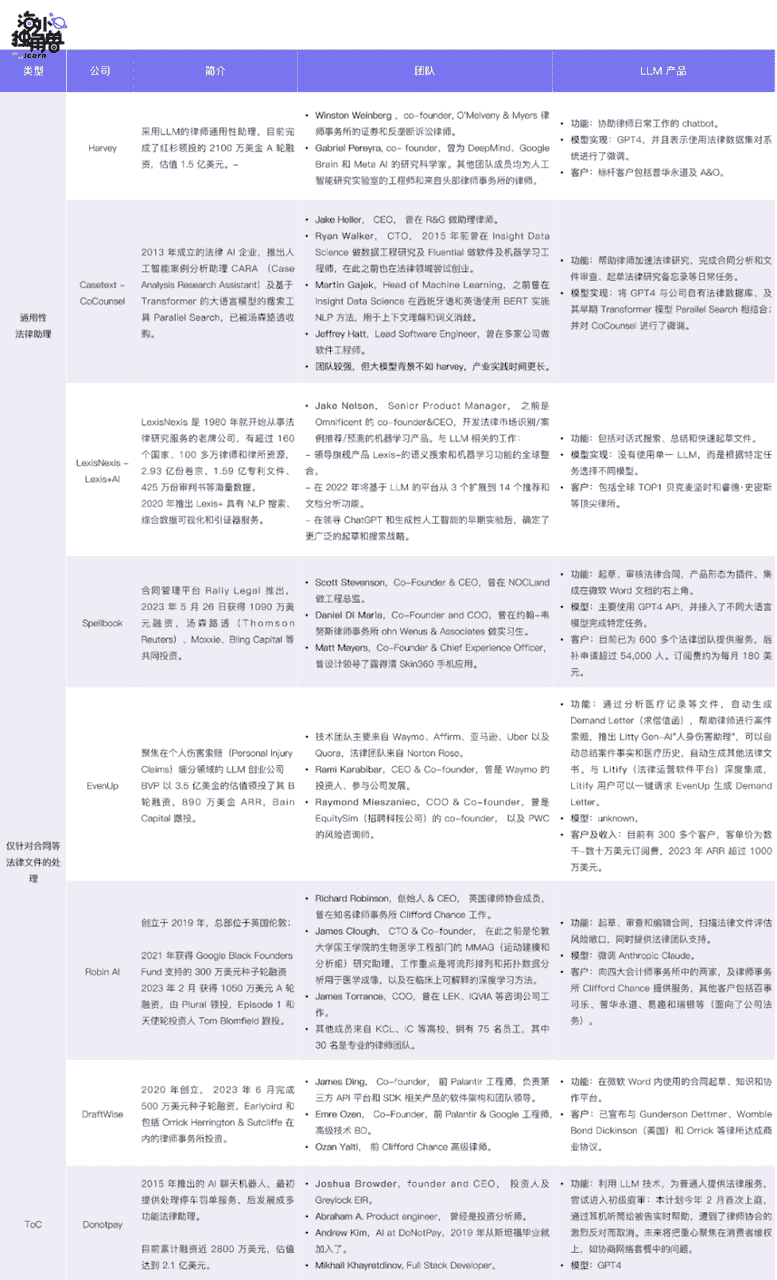 海外独角兽
unicorn
类型 公司 简介 团队 LLM 产品
通用性
法律助理
Harvey
采用LLM的律师通用性助理，目前完
成了红杉领投的 2100 万美金 A 轮融
资，估值 1.5 亿美元。–
• Winston Weinberg ，co-founder, O'Melveny & Myers 律
师事务所的证券和反垄断诉讼律师。
• Gabriel Pereyra, co- founder，曾为 DeepMind、Google
Brain 和 Meta AI 的研究科学家。其他团队成员均为人工
智能研究实验室的工程师和来自头部律师事务所的律师。
• 功能：协助律师日常工作的 chatbot。
• 模型实现：GPT4，并且表示使用法律数据集对系
统进行了微调。
• 客户：标杆客户包括普华永道及 A&O。
Casetext –
CoCounsel
2013 年成立的法律 AI 企业，推出人
工智能案例分析助理 CARA （Case
Analysis Research Assistant）及基于
Transformer 的大语言模型的搜索工
具 Parallel Search，已被汤森路透收
购。
• Jake Heller， CEO， 曾在 R&G 做助理律师。
• Ryan Walker， CTO， 2015 年前曾在 Insight Data
Science 做数据工程研究及 Fluential 做软件及机器学习工
程师，在此之前也在法律领域尝试创业。
• Martin Gajek，Head of Machine Learning，之前曾在
Insight Data Science 在西班牙语和英语使用 BERT 实施
NLP 方法，用于上下文理解和词义消歧。
• Jeffrey Hatt，Lead Software Engineer，曾在多家公司做
软件工程师。
• 团队较强，但大模型背景不如 harvey，产业实践时间更长。
• 功能：帮助律师加速法律研究，完成合同分析和文
件审查、起草法律研究备忘录等日常任务。
• 模型实现：将 GPT4 与公司自有法律数据库、及
其早期 Transformer 模型 Parallel Search 相结合；
并对 CoCounsel 进行了微调。
LexisNexis –
Lexis+AI
LexisNexis 是 1980 年就开始从事法
律研究服务的老牌公司，有超过 160
个国家、100 多万律师和律所资源，
2.93 亿份卷宗、1.59 亿专利文件、
425 万份审判书等海量数据。
2020 年推出 Lexis+ 具有 NLP 搜索、
综合数据可视化和引证器服务。
• Jake Nelson， Senior Product Manager， 之前是
Omnificent 的 co-founder&CEO，开发法律市场识别/案
例推荐/预测的机器学习产品。与 LLM 相关的工作：
– 领导旗舰产品 Lexis+的语义搜索和机器学习功能的全球整
合。
– 在 2022 年将基于 LLM 的平台从 3 个扩展到 14 个推荐和
文档分析功能。
– 在领导 ChatGPT 和生成性人工智能的早期实验后，确定了
更广泛的起草和搜索战略。
• 功能：包括对话式搜索、总结和快速起草文件。
• 模型实现：没有使用单一 LLM，而是根据特定任
务选择不同模型。
• 客户：包括全球 TOP1 贝克麦坚时和睿德·史密斯
等顶尖律所。
仅针对合同等
法律文件的处
理
Spellbook
合同管理平台 Rally Legal 推出，
2023 年 5 月 26 日获得 1090 万美
元融资，汤森路透（Thomson
Reuters）、Moxxie、Bling Capital 等
共同投资。
• Scott Stevenson，Co-Founder & CEO，曾在 NOCLand
做工程总监。
• Daniel Di Maria，Co-Founder and COO，曾在约翰-韦
努斯律师事务所 ohn Wenus & Associates 做实习生。
• Matt Mayers，Co-Founder & Chief Experience Officer，
曾设计领导了露得清 Skin360 手机应用。
• 功能：起草、审核法律合同，产品形态为插件，集
成在微软 Word 文档的右上角。
• 模型：主要使用 GPT4 API，并接入了不同大语言
模型完成特定任务。
• 客户：目前已为 600 多个法律团队提供服务，后
补申请超过 54,000 人。订阅费约为每月 180 美
元。
EvenUp
聚焦在个人伤害索赔（Personal Injury
Claims）细分领域的 LLM 创业公司
BVP 以 3.5 亿美金的估值领投了其 B
轮融资，890 万美金 ARR，Bain
Capital 跟投。
• 技术团队主要来自 Waymo、Affirm、亚马逊、Uber 以及
Quora，法律团队来自 Norton Rose。
• Rami Karabibar，CEO & Co-founder，曾是 Waymo 的
投资人、参与公司发展。
• Raymond Mieszaniec，COO & Co-founder，曾是
EquitySim（招聘科技公司）的 co-founder， 以及 PWC
的风险咨询师。
• 功能：通过分析医疗记录等文件，自动生成
Demand Letter（求偿信函），帮助律师进行案件
索赔，推出 Litty Gen-AI"人身伤害助理"，可以自
动总结案件事实和医疗历史，自动生成其他法律文
书。与 Litify（法律运营软件平台）深度集成，
Litify 用户可以一键请求 EvenUp 生成 Demand
Letter。
• 模型：unknown。
• 客户及收入：目前有 300 多个客户，客单价为数
千-数十万美元订阅费，2023 年 ARR 超过 1000
万美元。
Robin AI
创立于 2019 年，总部位于英国伦敦；
2021 年获得 Google Black Founders
Fund 支持的 300 万美元种子轮融资
2023 年 2 月 获得 1050 万美元 A 轮
融资，由 Plural 领投，Episode 1 和
天使轮投资人 Tom Blomfield 跟投。
• Richard Robinson，创始人 & CEO， 英国律师协会成员，
曾在知名律师事务所 Clifford Chance 工作。
• James Clough， CTO & Co-founder， 在此之前是伦敦
大学国王学院的生物医学工程部门的 MMAG（运动建模和
分析组）研究助理，工作重点是将流形排列和拓扑数据分析
用于医学成像，以及在临床上可解释的深度学习方法。
• James Torrance，COO，曾在 LEK、IQVIA 等咨询公司工
作。
• 其他成员来自 KCL、IC 等高校，拥有 75 名员工，其中
30 名是专业的律师团队。
• 功能：起草、审查和编辑合同，扫描法律文件评估
风险敞口，同时提供法律团队支持。
• 模型：微调 Anthropic Claude。
• 客户：向四大会计师事务所中的两家，及律师事务
所 Clifford Chance 提供服务，其他客户包括百事
可乐、普华永道、易趣和瑞银等（面向了公司法
务）。
DraftWise
2020 年创立， 2023 年 6 月完成
500 万美元种子轮融资，Earlybird 和
包括 Orrick Herrington & Sutcliffe 在
内的律师事务所投资。
• James Ding，Co-founder， 前 Palantir 工程师，负责第
三方 API 平台和 SDK 相关产品的软件架构和团队领导。
• Emre Ozen， Co-Founder，前 Palantir & Google 工程师，
高级技术 BD。
• Ozan Yalti， 前 Clifford Chance 高级律师。
• 功能：在微软 Word 内使用的合同起草、知识和协
作平台。
• 客户：已宣布与 Gunderson Dettmer、Womble
Bond Dickinson（美国）和 Orrick 等律所达成商
业协议。
ToC
Donotpay
2015 年推出的 AI 聊天机器人，最初
提供处理停车罚单服务，后发展成多
功能法律助理。
目前累计融资近 2800 万美元，估值
达到 2.1 亿美元。
• Joshua Browder，founder and CEO， 投资人及
Greylock EIR。
• Abraham A. Product engineer， 曾经是投资分析师。
• Andrew Kim，AI at DoNotPay，2019 年从斯坦福毕业就
加入了。
• Mikhail Khayretdinov, Full Stack Developer。
• 功能：利用 LLM 技术，为普通人提供法律服务，
尝试进入初级庭审：本计划今年 2 月首次上庭，
通过耳机听筒给被告实时帮助，遭到了律师协会的
激烈反对而取消。未来将把重心聚焦在消费者维权
上，如协商网络套餐中的问题。
• 模型：GPT4